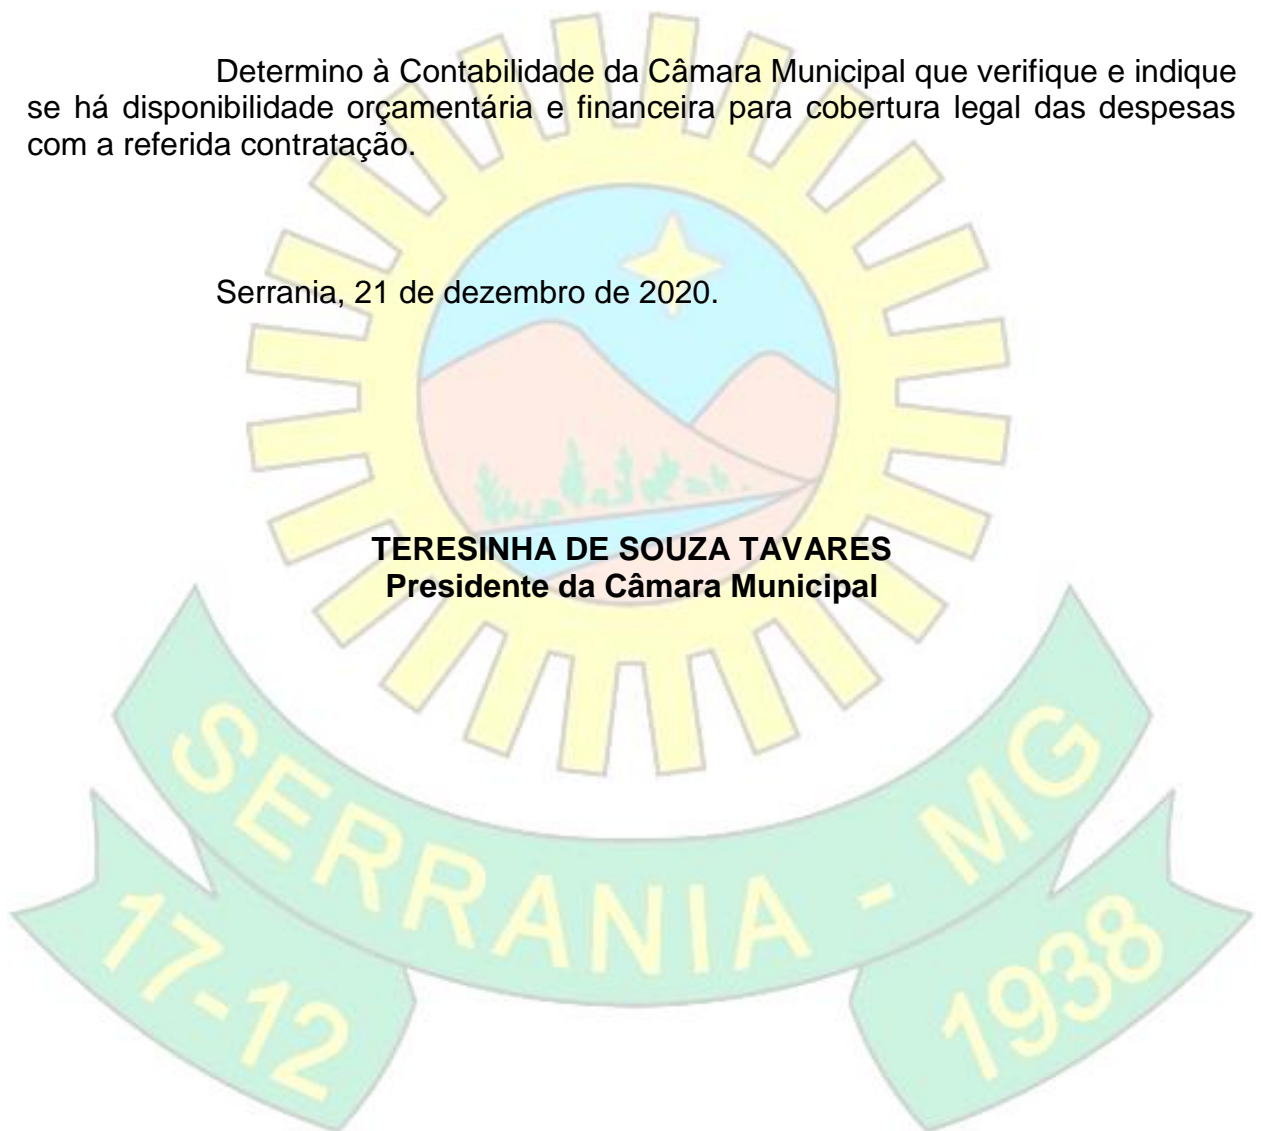 Determino à Contabilidade da Câmara Municipal que verifique e indique
se há disponibilidade orçamentária e financeira para cobertura legal das despesas
com a referida contratação.
Serrania, 21 de dezembro de 2020.
TERESINHA DE SOUZA TAVARES
Presidente da Câmara Municipal
SERRANIA - MG
17-12
1938